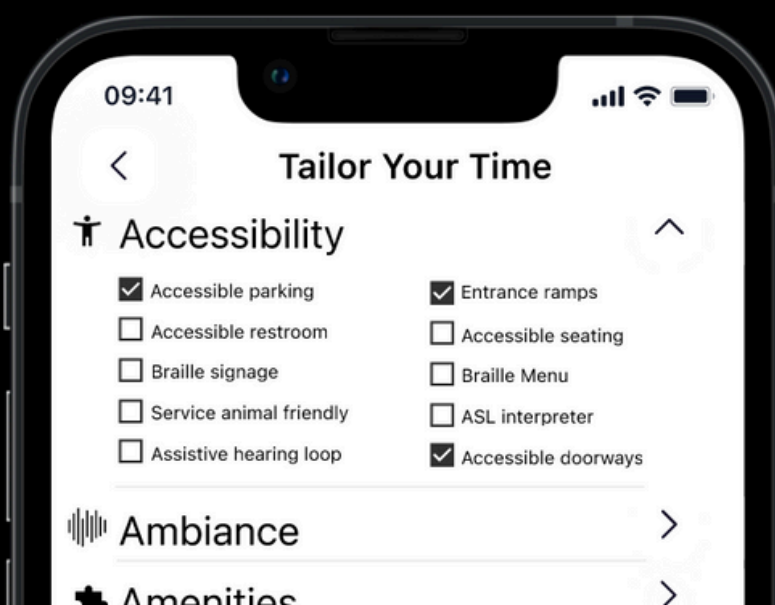 09:41
Tailor Your Time
Accessibility
Accessible parking
Entrance ramps
Accessible restroom
Accessible seating
Braille signage
Braille Menu
Service animal friendly
ASL interpreter
Assistive hearing loop
Accessible doorways
Ambiance
Amenities